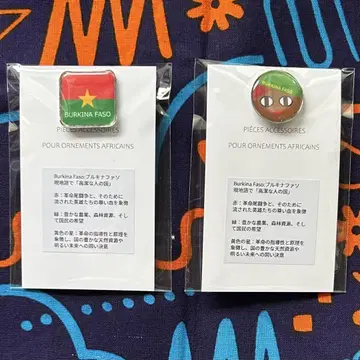 BURKINA FASO
PIÈCES ACCESSOIRES
POUR ORNEMENTS AFRICAINS
Burkina Faso:ブルキナファソ
現地語で「高潔な人の国」
赤:革命尾闘争と、そのために
流された英雄たちの尊い血を象徴
緑:豊かな農業、森林資源、そし
て国民の希望
黄色の星:革命の指導性と原理を
象徴し、国の豊かな天然資源や
明るい未来への固い決意
BURKINA FASO
PIÈCES ACCESSOIRES
POUR ORNEMENTS AFRICAINS
Burkina Faso:ブルキナファソ
現地語で「高潔な人の国」
赤:革命尾闘争と、そのために
流された英雄たちの尊い血を象徴
緑:豊かな農業、森林資源、そし
て国民の希望
黄色の星:革命の指導性と原理を
象徴し、国の豊かな天然資源や
明るい未来への固い決意